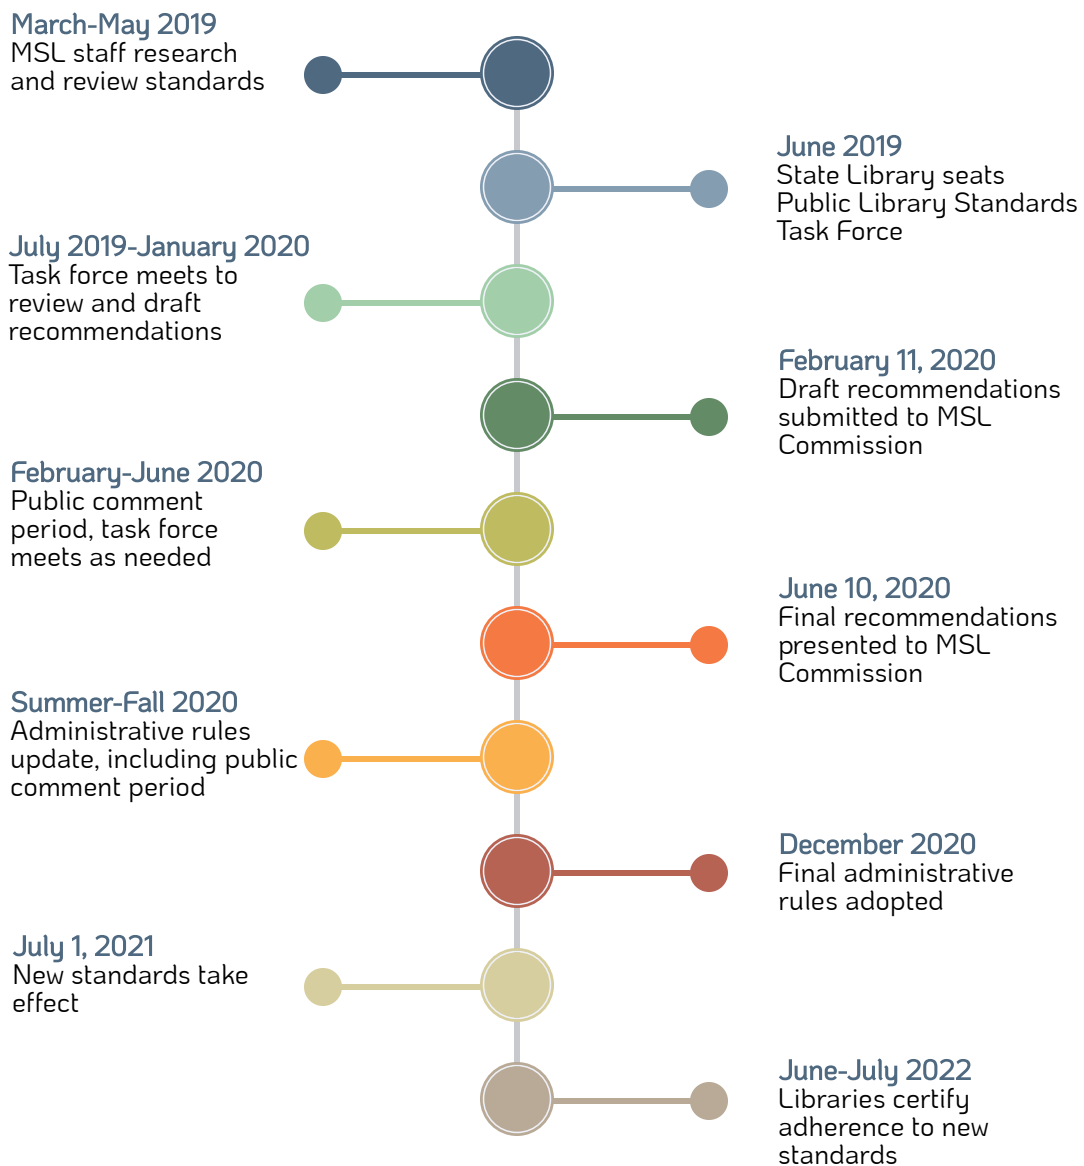 March-May 2019
MSL staff research
and review standards
June 2019
State Library seats
Public Library Standards
Task Force
July 2019-January 2020
Task force meets to
review and draft
recommendations
February 11, 2020
Draft recommendations
submitted to MSL
Commission
February-June 2020
Public comment
period, task force
meets as needed
June 10, 2020
Final recommendations
presented to MSL
Commission
Summer-Fall 2020
Administrative rules
update, including public
comment period
December 2020
Final administrative
rules adopted
July 1, 2021
New standards take
effect
June-July 2022
Libraries certify
adherence to new
standards